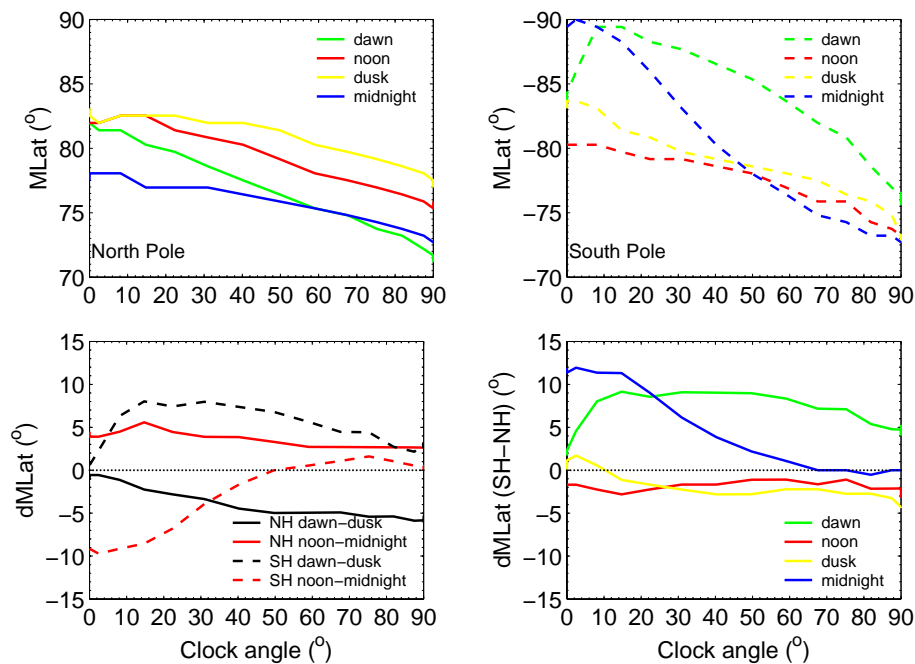 90
85
80
75
70
MLat (°)
dawn
noon
dusk
midnight
North Pole
0 10 20 30 40 50 60 70 80 90
−90
−85
−80
−75
−70
MLat (°)
dawn
noon
dusk
midnight
South Pole
0 10 20 30 40 50 60 70 80 90
15
10
5
0
−5
−10
−15
dMLat (°)
NH dawn−dusk
NH noon−midnight
SH dawn−dusk
SH noon−midnight
0 10 20 30 40 50 60 70 80 90
Clock angle (°)
15
10
5
0
−5
−10
−15
dMLat (SH−NH) (°)
dawn
noon
dusk
midnight
0 10 20 30 40 50 60 70 80 90
Clock angle (°)